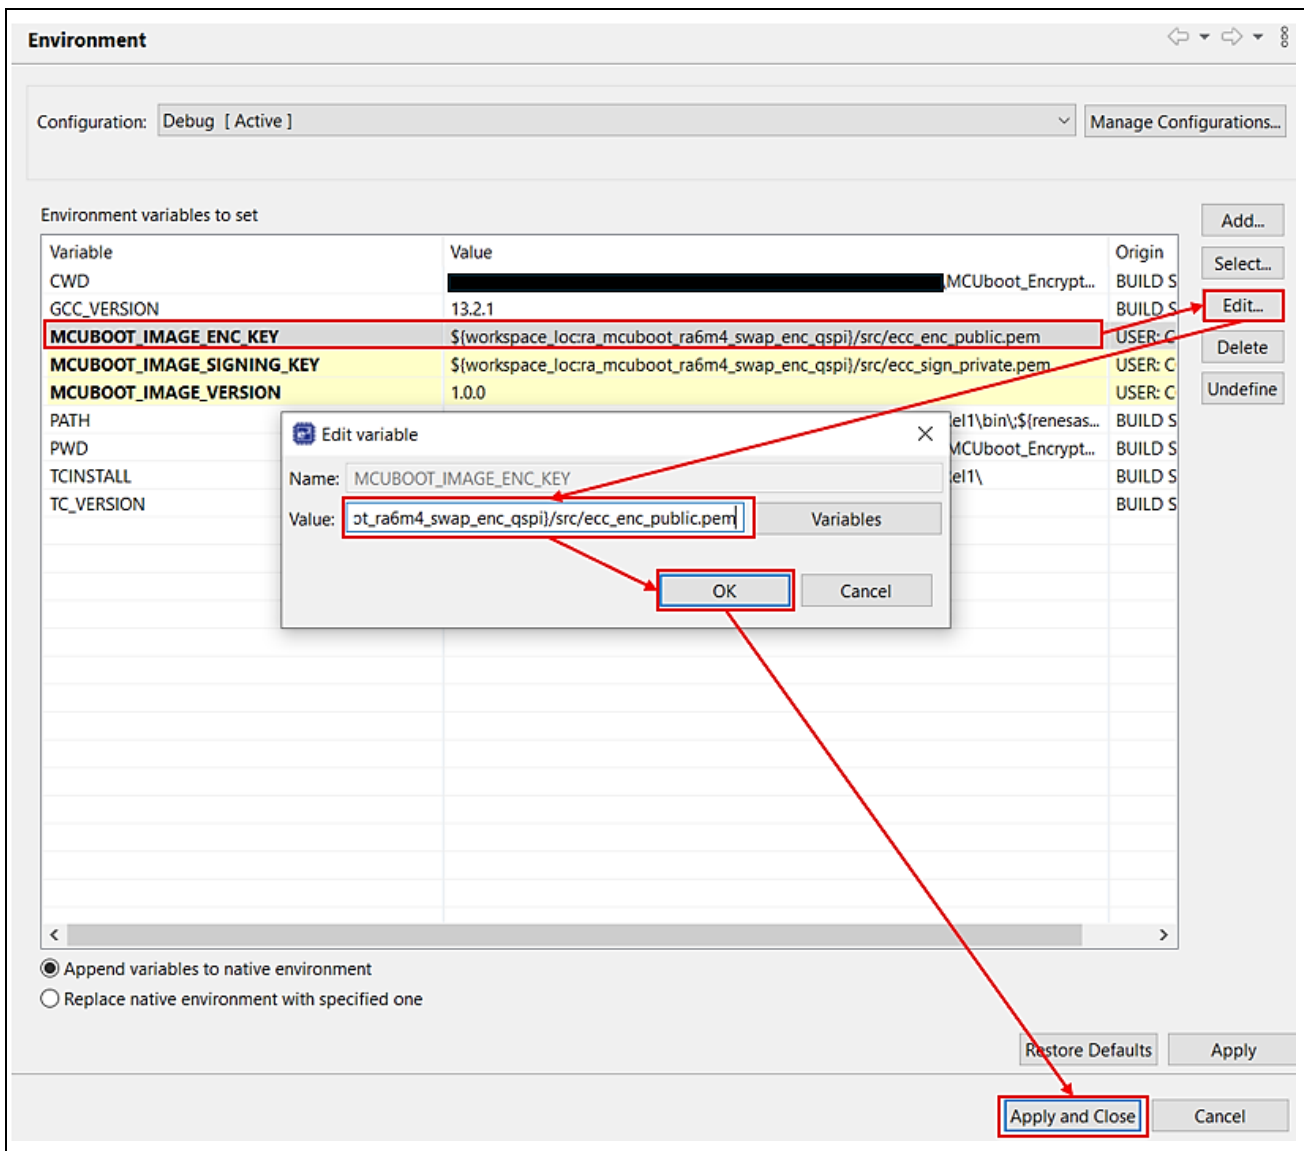 Environment
Configuration: Debug [ Active ] Manage Configurations...
Environment variables to set
Add...
Variable Value Origin
Select...
CWD \MCUboot_Encrypt... BUILD S
GCC_VERSION 13.2.1 BUILD S
Edit...
MCUBOOT_IMAGE_ENC_KEY ${workspace_loc:ra_mcuboot_ra6m4_swap_enc_qspi}/src/ecc_enc_public.pem USER: C
Delete
MCUBOOT_IMAGE_SIGNING_KEY ${workspace_loc:ra_mcuboot_ra6m4_swap_enc_qspi}/src/ecc_sign_private.pem USER: C
MCUBOOT_IMAGE_VERSION 1.0.0 USER: C
Undefine
PATH el1\bin\;${renesas... BUILD S
PWD MCUboot_Encrypt... BUILD S
TCINSTALL el1\ BUILD S
TC_VERSION BUILD S
Edit variable
Name: MCUBOOT_IMAGE_ENC_KEY
Value: ot_ra6m4_swap_enc_qspi}/src/ecc_enc_public.pem Variables
OK Cancel
Append variables to native environment
Replace native environment with specified one
Restore Defaults Apply
Apply and Close Cancel